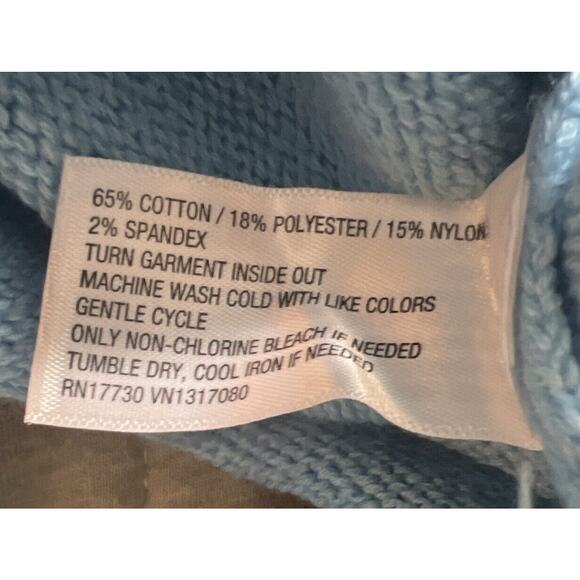 65% COTTON / 18% POLYESTER / 15% NYLON
2% SPANDEX
TURN GARMENT INSIDE OUT
MACHINE WASH COLD WITH LIKE COLORS
GENTLE CYCLE
ONLY NON-CHLORINE BLEACH IF NEEDED
TUMBLE DRY, COOL IRON IF NEEDED
RN17730 VN1317080